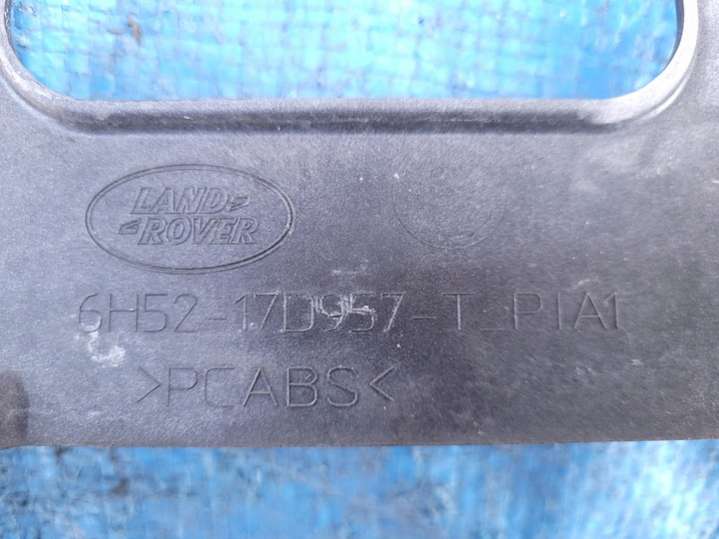 LAND
ROVER
6H52-17D957-T_PIA1
>PCABS<